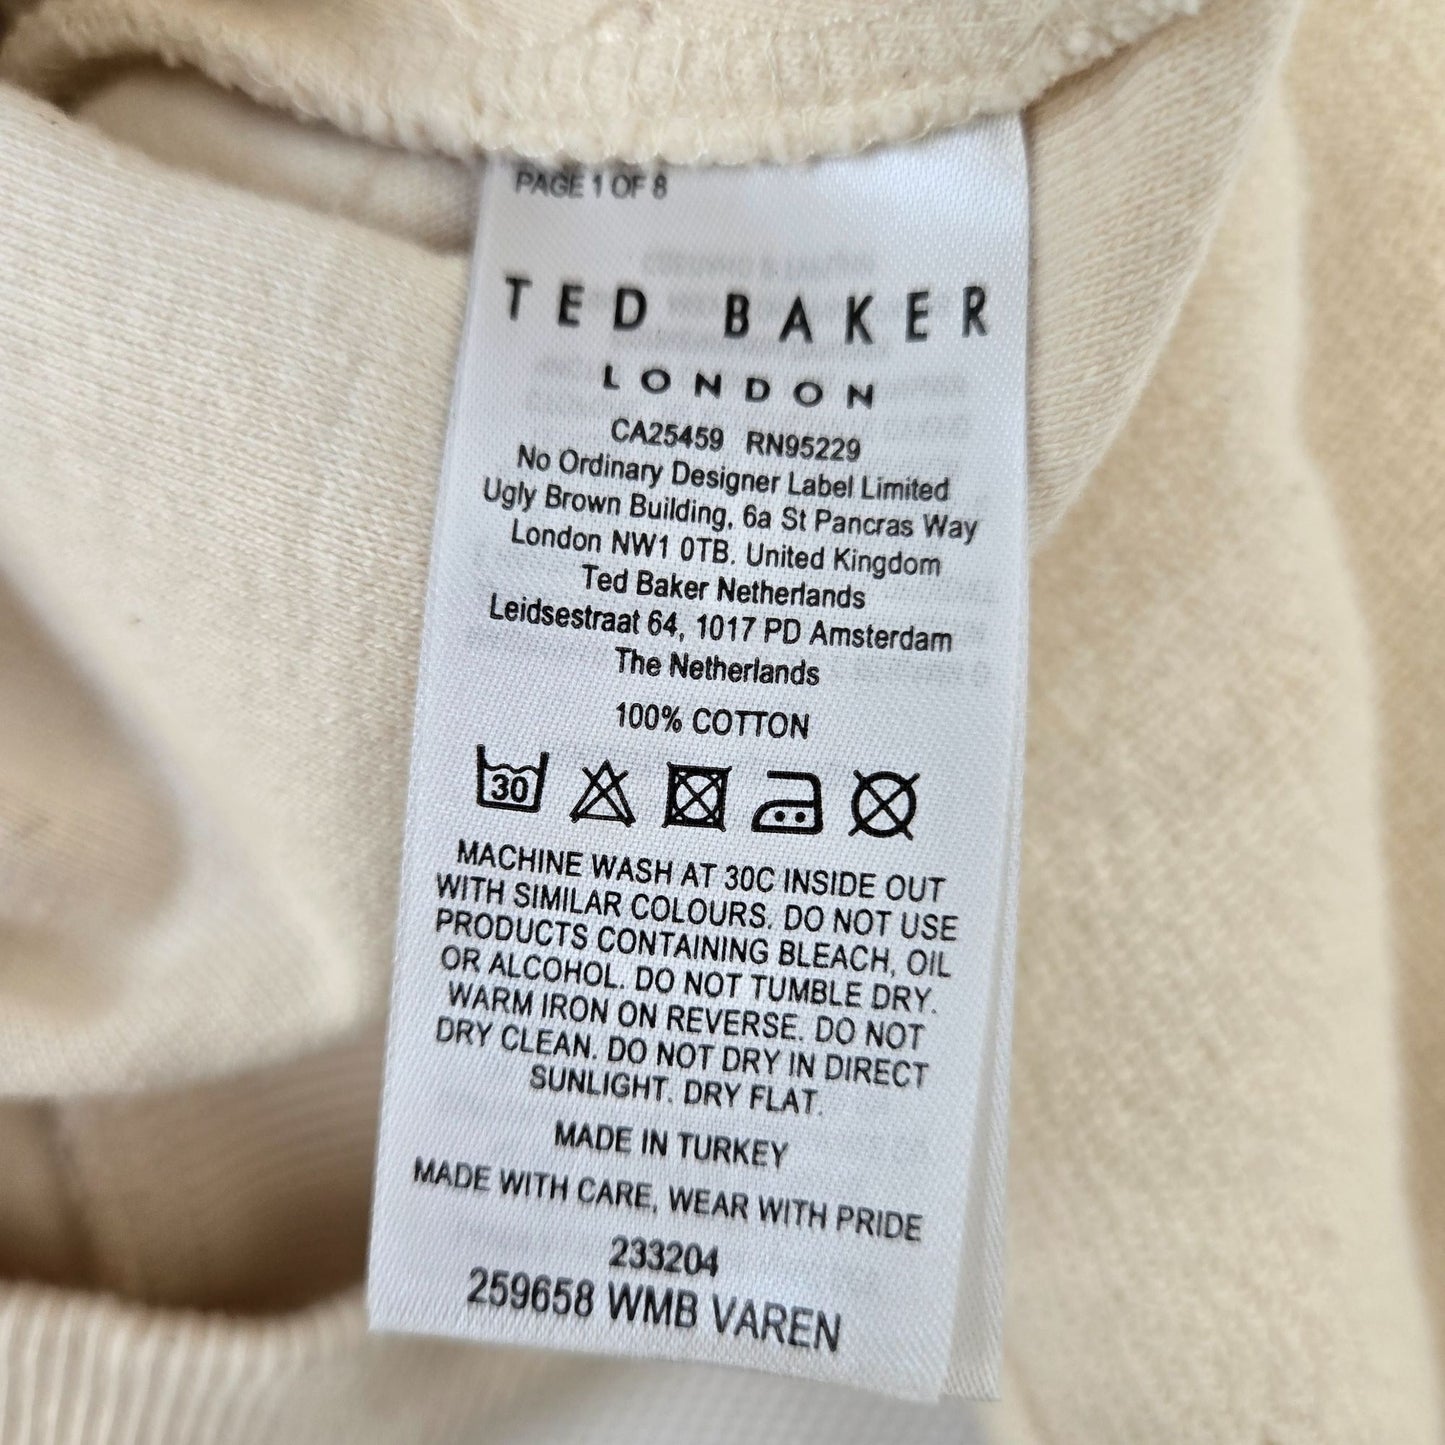 PAGE 1 OF 8
TED BAKER
LONDON
CA25459 RN95229
No Ordinary Designer Label Limited
Ugly Brown Building, 6a St Pancras Way
London NW1 0TB. United Kingdom
Ted Baker Netherlands
Leidsestraat 64, 1017 PD Amsterdam
The Netherlands
100% COTTON
30
MACHINE WASH AT 30C INSIDE OUT
WITH SIMILAR COLOURS. DO NOT USE
PRODUCTS CONTAINING BLEACH, OIL
OR ALCOHOL. DO NOT TUMBLE DRY.
WARM IRON ON REVERSE. DO NOT
DRY CLEAN. DO NOT DRY IN DIRECT
SUNLIGHT. DRY FLAT.
MADE IN TURKEY
MADE WITH CARE, WEAR WITH PRIDE
233204
259658 WMB VAREN